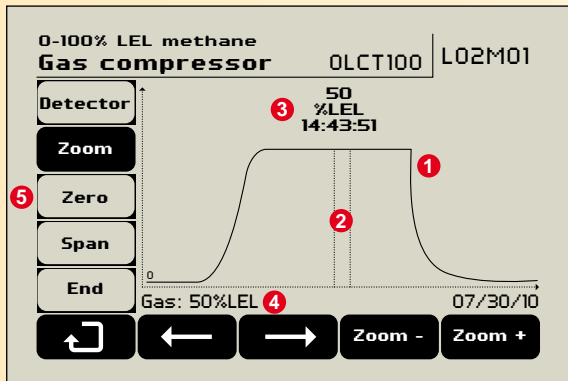 0-100% LEL methane
Gas compressor OLCT100 L02M01
Detector
Zoom
Zero
Span
End
50
%LEL
14:43:51
3
1
2
5
0
Gas: 50%LEL 4
07/30/10
Zoom - Zoom +